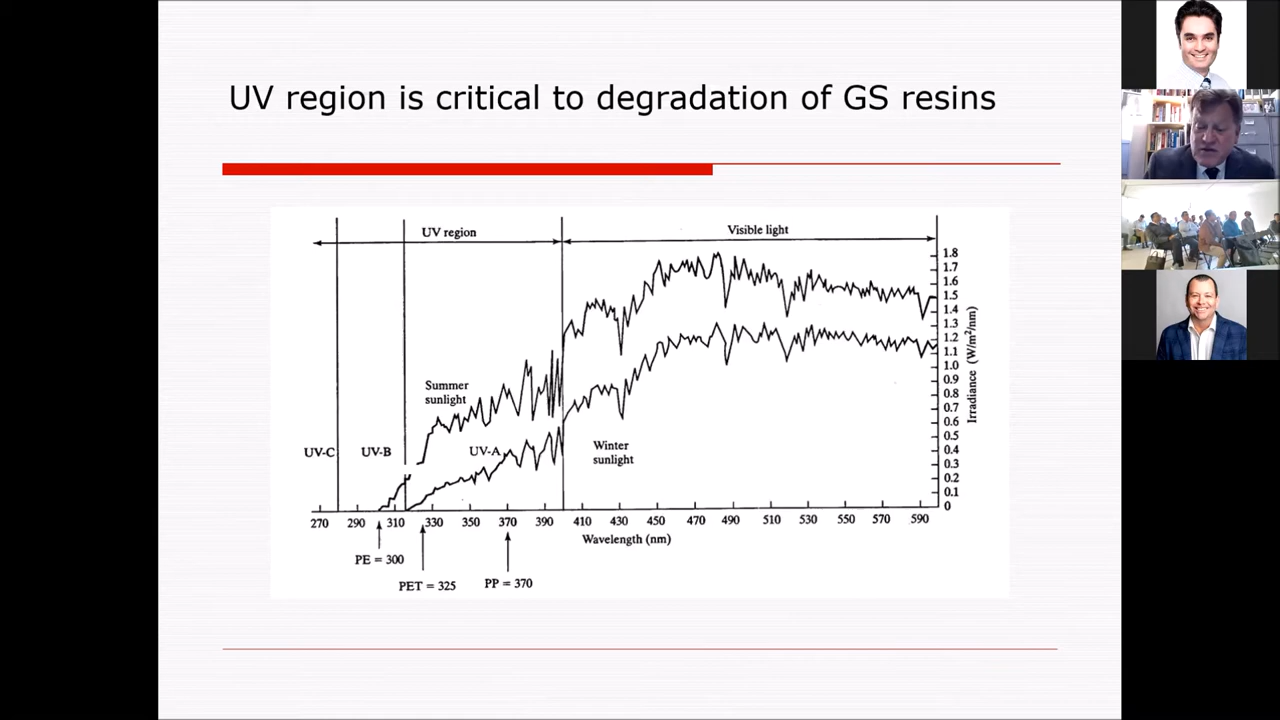 UV region is critical to degradation of GS resins
UV region
Visible light
1.8
1.7
1.6
1.5
1.4
1.3
1.2
1.1
1.0
0.9
0.8
0.7
0.6
0.5
0.4
0.3
0.2
0.1
0
Irradiance (W/m²/nm)
Summer
sunlight
UV-C
UV-B
UV-A
Winter
sunlight
270 290 310 330 350 370 390 410 430 450 470 490 510 530 550 570 590
Wavelength (nm)
PE = 300
PET = 325
PP = 370